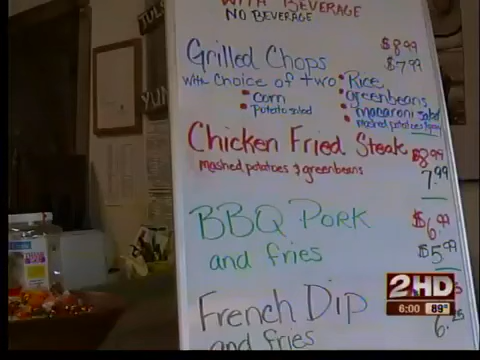 WITH BEVERAGE
NO BEVERAGE
$8.99
Grilled Chops $7.99
with choice of two • Rice
• corn • greenbeans
• potato salad • macaroni salad
• mashed potatoes
Chicken Fried Steak $8.99
mashed potatoes & greenbeans 7.99
BBQ Pork $6.99
and fries $5.99
French Dip
and fries 6.25
TULS
YUM
2HD
6:00 89°